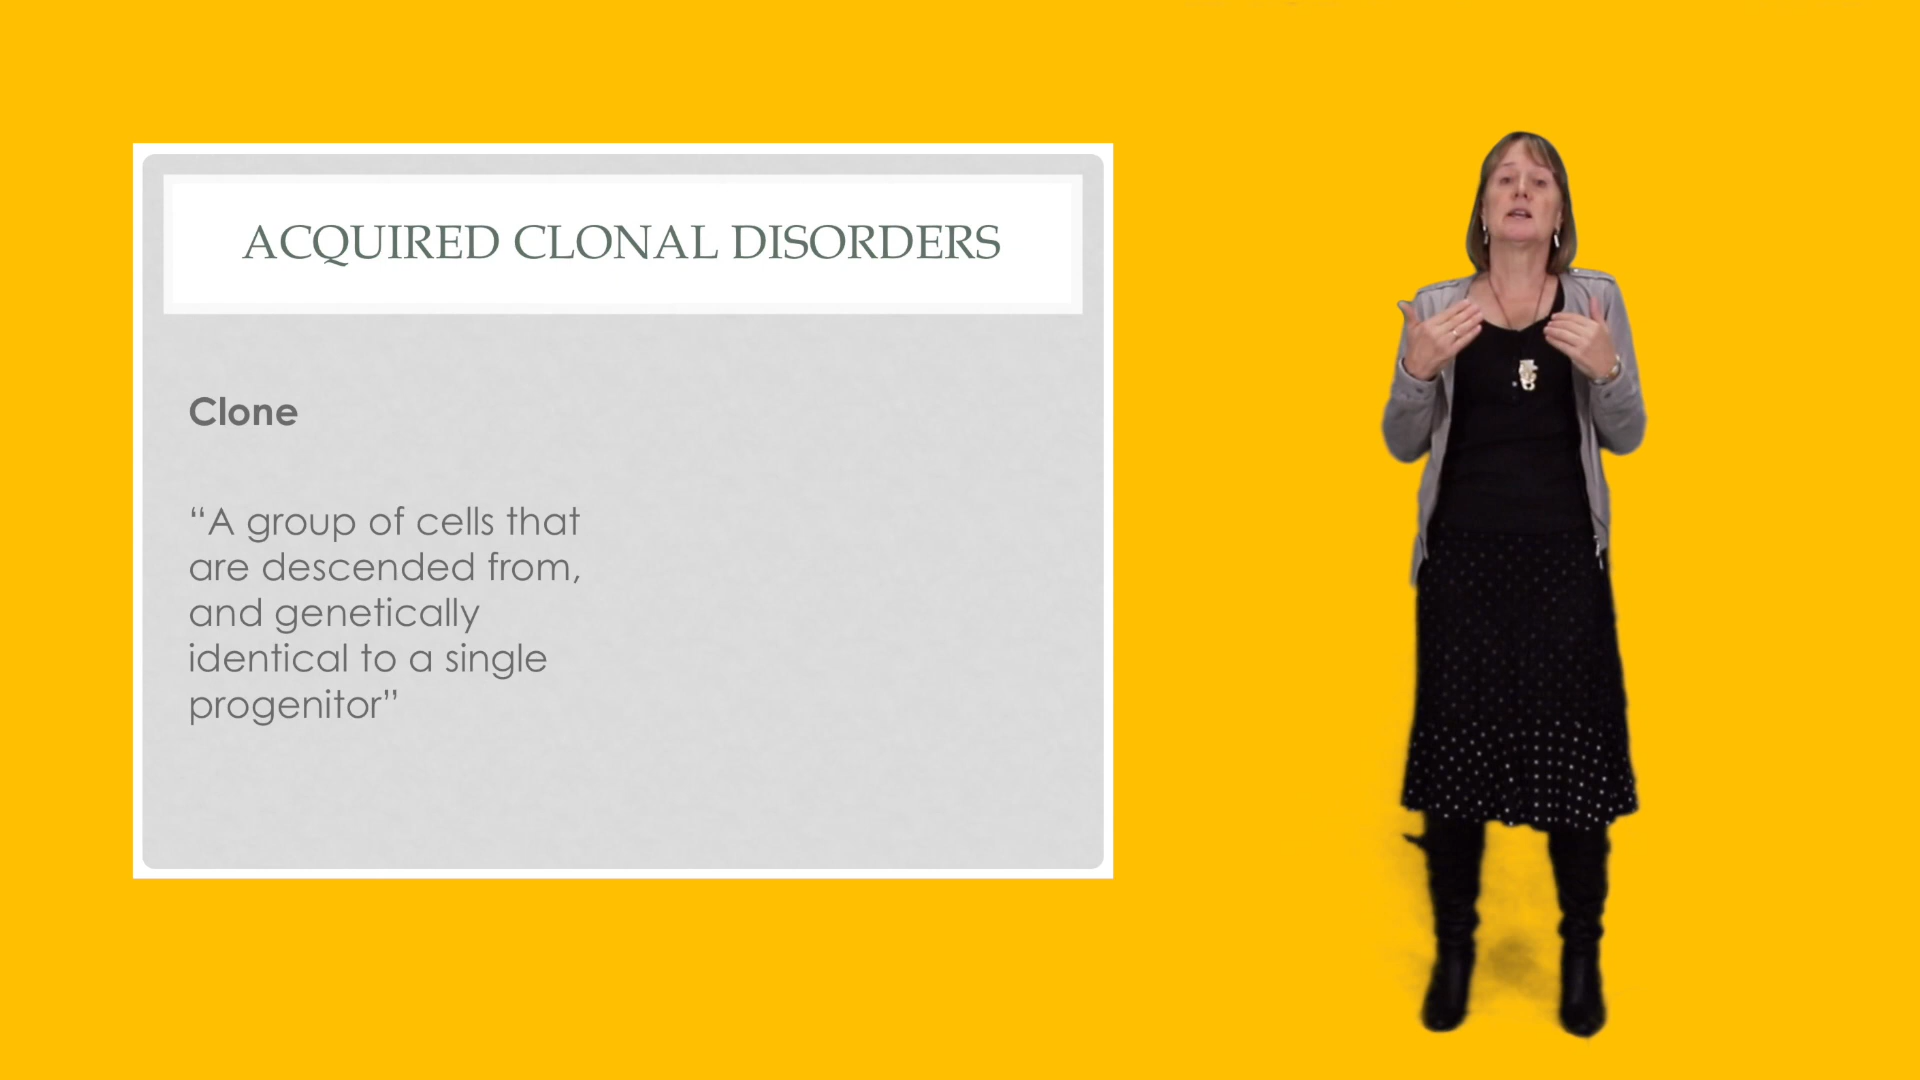 ACQUIRED CLONAL DISORDERS
Clone
“A group of cells that
are descended from,
and genetically
identical to a single
progenitor”